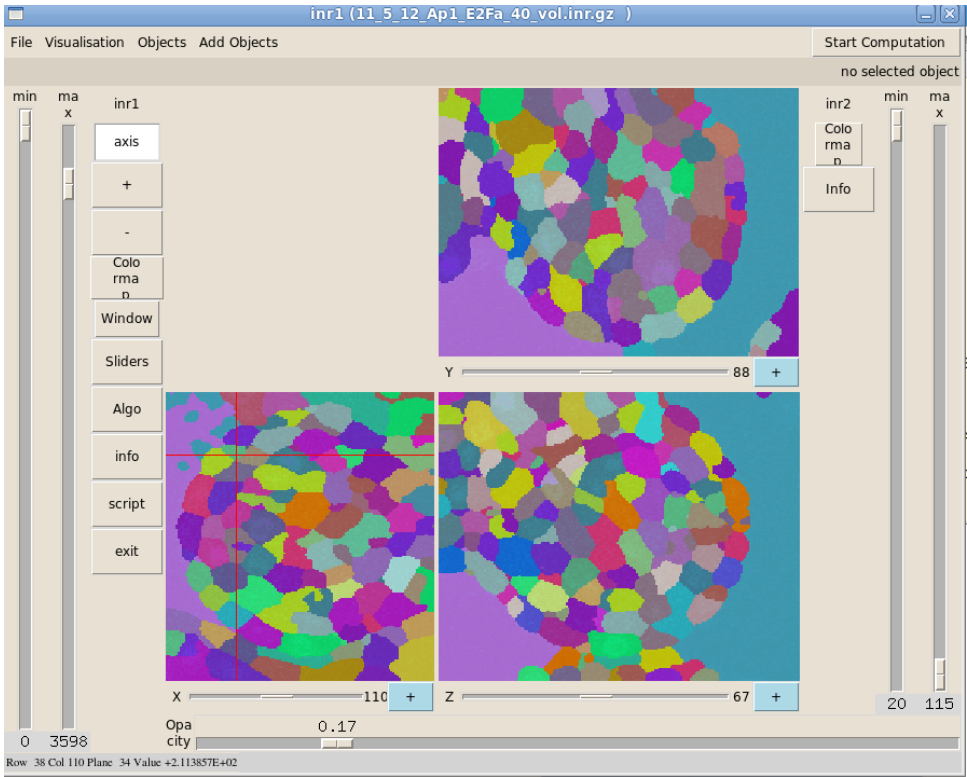 inr1 (11_5_12_Ap1_E2Fa_40_vol.inr.gz )
File Visualisation Objects Add Objects Start Computation
no selected object
min
ma
x
inr1
axis
+
-
Colo
rma
p
Window
Sliders
Algo
info
script
exit
inr2
Colo
rma
p
Info
min
ma
x
Y 88 +
X 110 +
Z 67 +
20 115
Opa
city
0.17
0 3598
Row 38 Col 110 Plane 34 Value +2.113857E+02